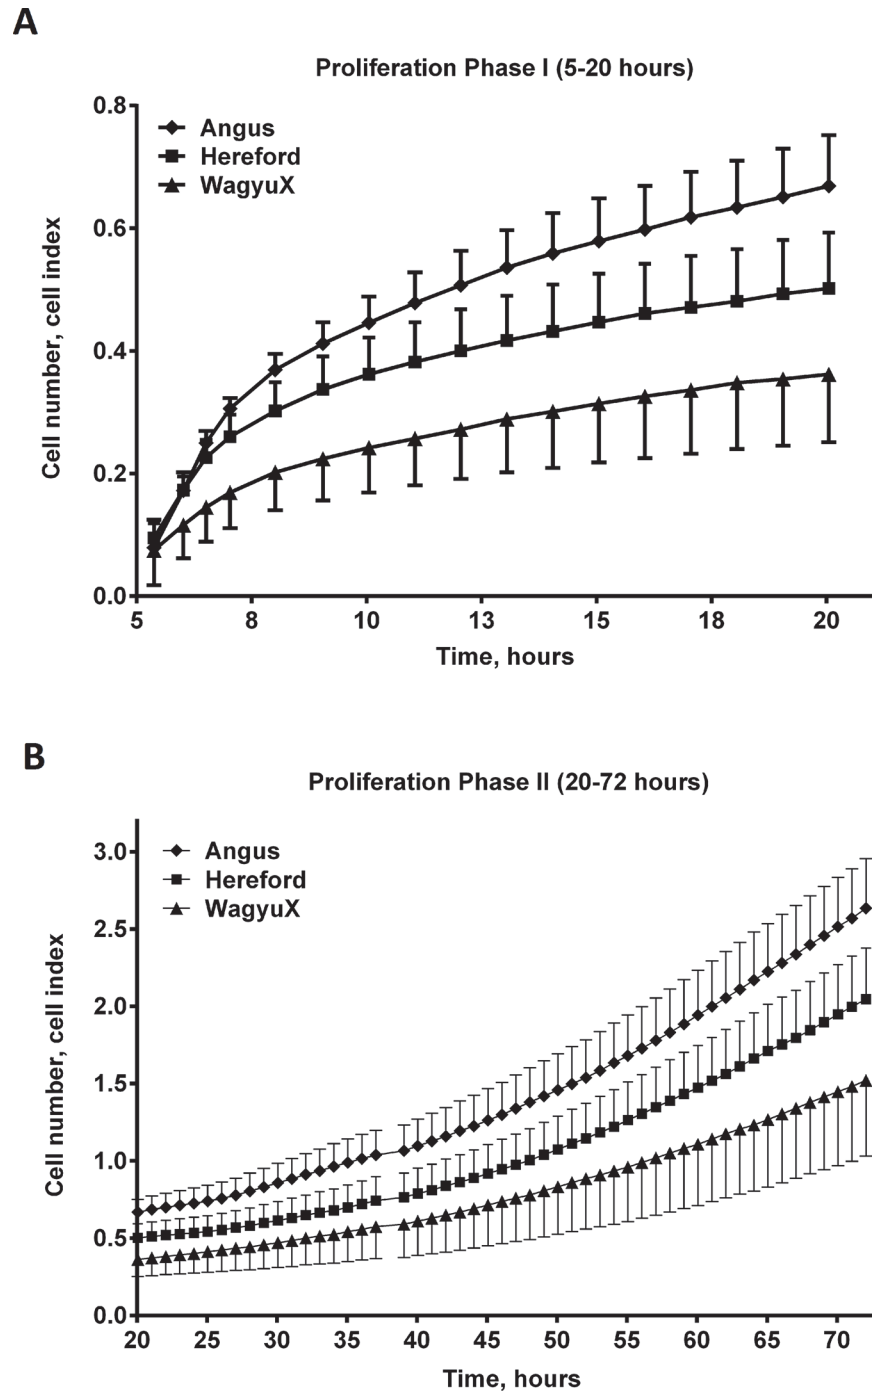 A
Proliferation Phase I (5-20 hours)
0.8
0.6
0.4
0.2
0.0
Cell number, cell index
Angus
Hereford
WagyuX
5 8 10 13 15 18 20
Time, hours
B
Proliferation Phase II (20-72 hours)
3.0
2.5
2.0
1.5
1.0
0.5
0.0
Cell number, cell index
Angus
Hereford
WagyuX
20 25 30 35 40 45 50 55 60 65 70
Time, hours